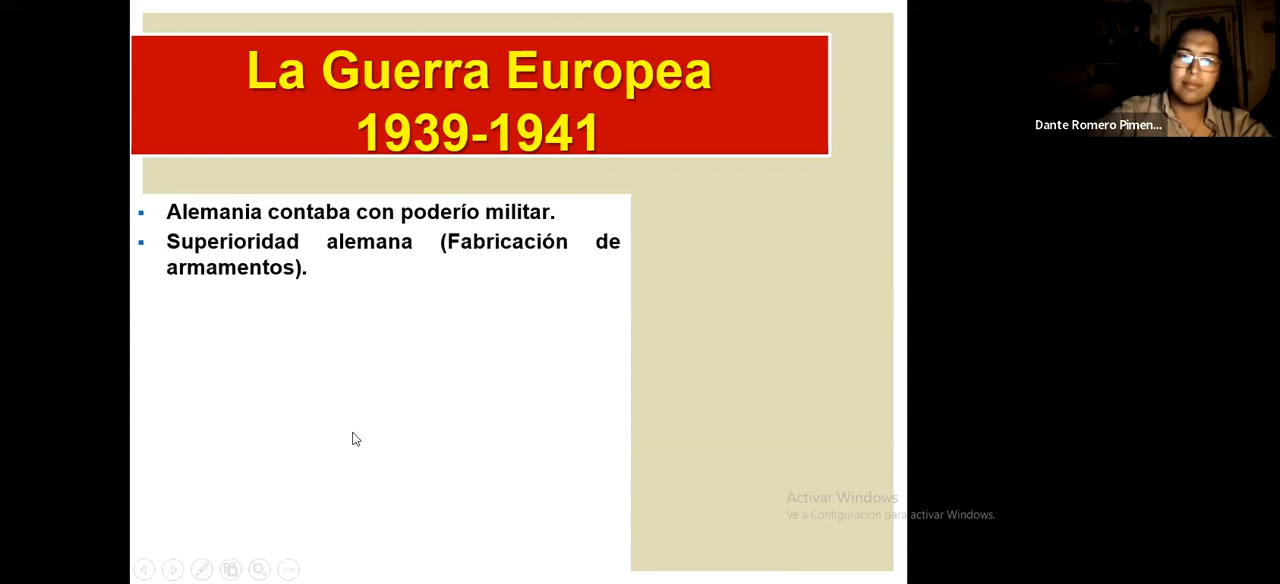 La Guerra Europea
1939-1941
Alemania contaba con poderío militar.
Superioridad alemana (Fabricación de
armamentos).
Dante Romero Pimen...
Activar Windows
Ve a Configuración para activar Windows.